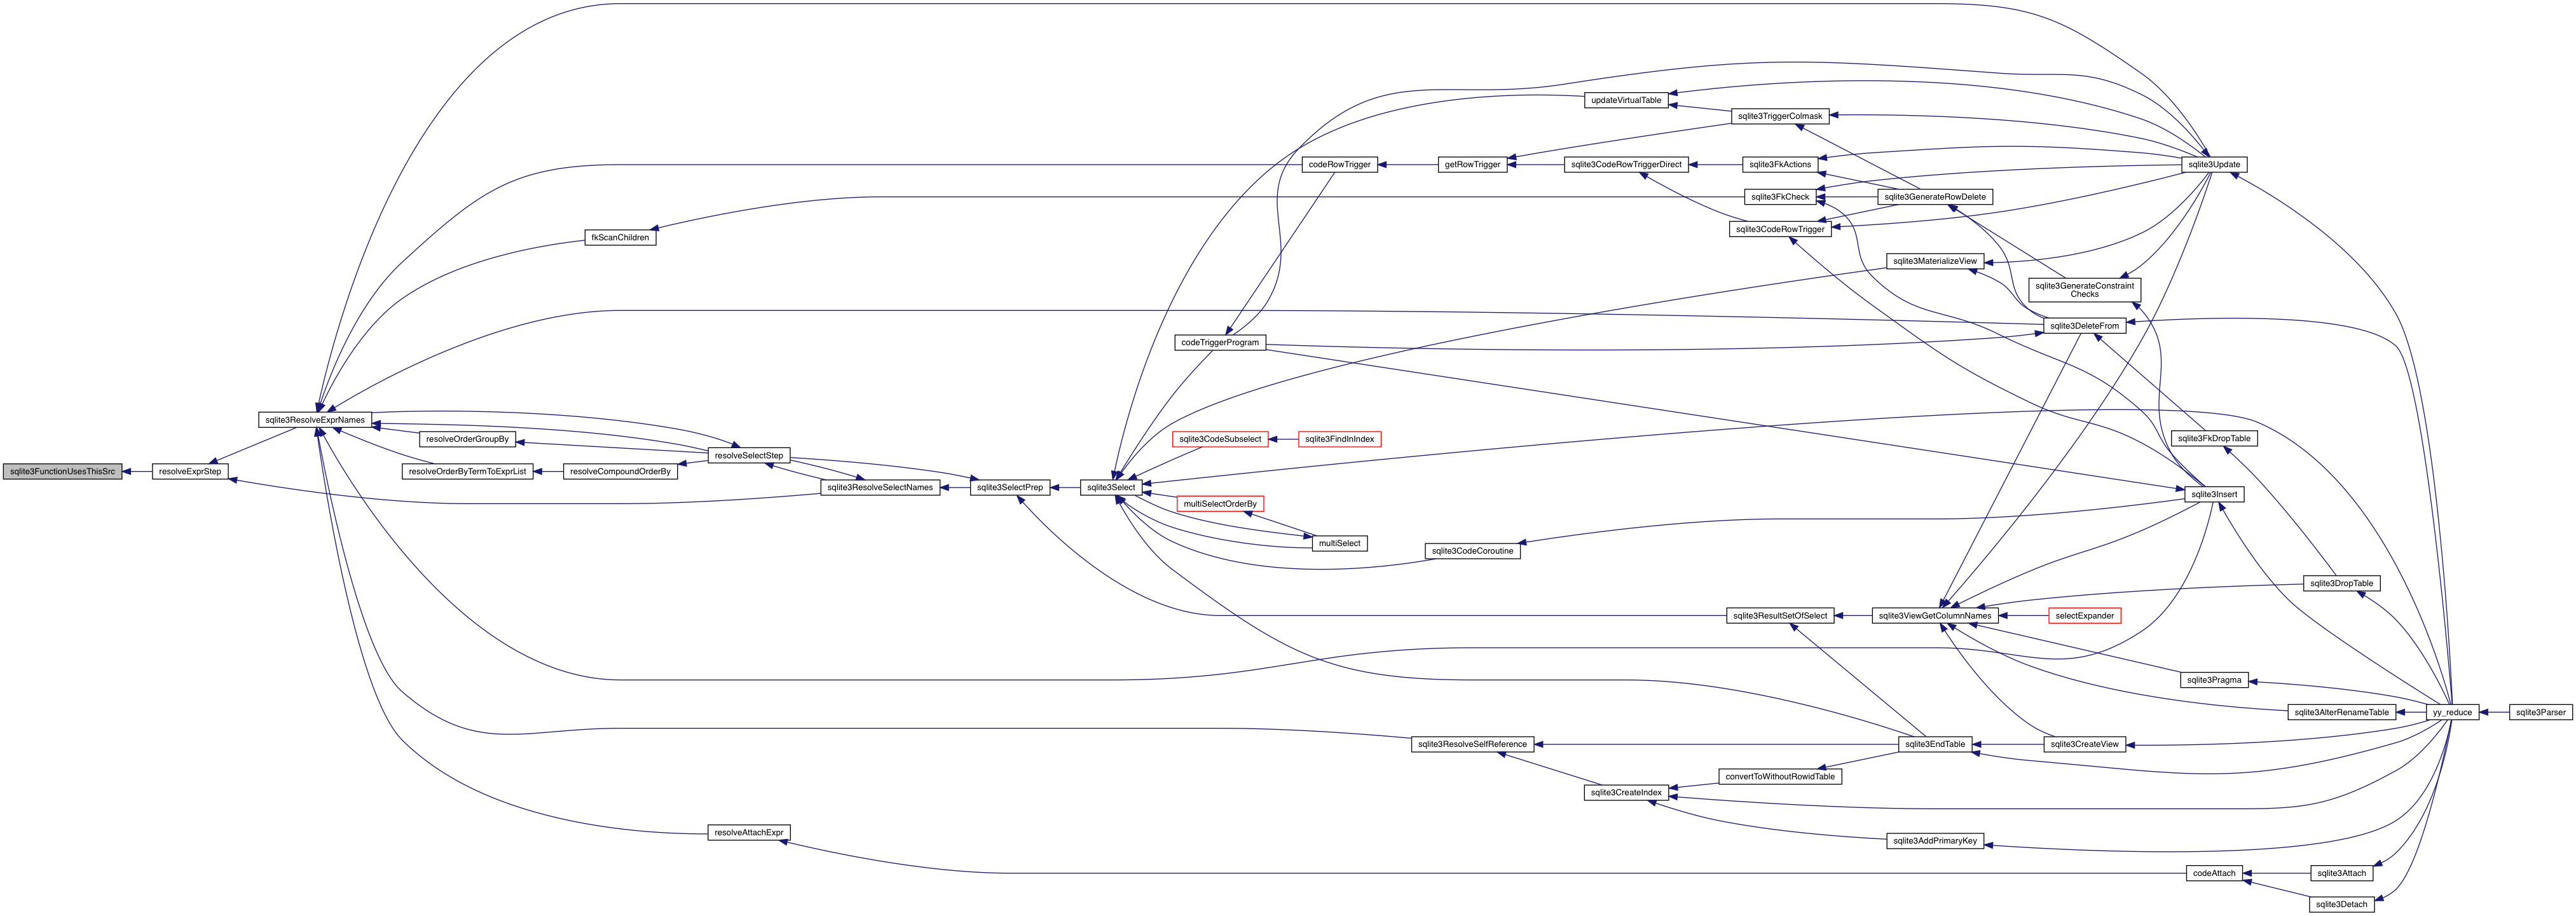 updateVirtualTable
sqlite3TriggerColmask
codeRowTrigger
getRowTrigger
sqlite3CodeRowTriggerDirect
sqlite3FkActions
sqlite3Update
sqlite3FkCheck
sqlite3GenerateRowDelete
sqlite3CodeRowTrigger
fkScanChildren
sqlite3MaterializeView
sqlite3GenerateConstraint
Checks
sqlite3DeleteFrom
codeTriggerProgram
sqlite3ResolveExprNames
resolveOrderGroupBy
sqlite3CodeSubselect
sqlite3FindInIndex
sqlite3FkDropTable
resolveSelectStep
sqlite3FunctionUsesThisSrc
resolveExprStep
resolveOrderByTermToExprList
resolveCompoundOrderBy
sqlite3ResolveSelectNames
sqlite3SelectPrep
sqlite3Select
sqlite3Insert
multiSelectOrderBy
multiSelect
sqlite3CodeCoroutine
sqlite3DropTable
sqlite3ResultSetOfSelect
sqlite3ViewGetColumnNames
selectExpander
sqlite3Pragma
sqlite3AlterRenameTable
yy_reduce
sqlite3Parser
sqlite3ResolveSelfReference
sqlite3EndTable
sqlite3CreateView
convertToWithoutRowidTable
sqlite3CreateIndex
resolveAttachExpr
sqlite3AddPrimaryKey
codeAttach
sqlite3Attach
sqlite3Detach